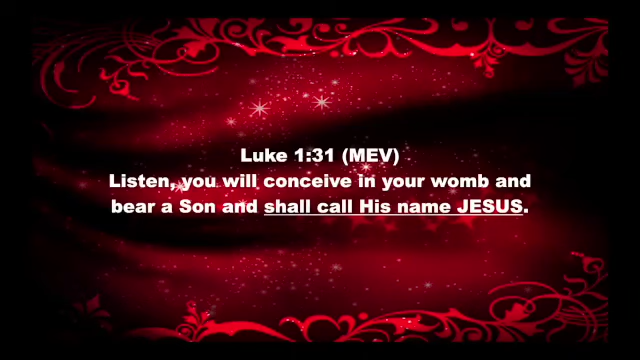 Luke 1:31 (MEV)
Listen, you will conceive in your womb and
bear a Son and shall call His name JESUS.